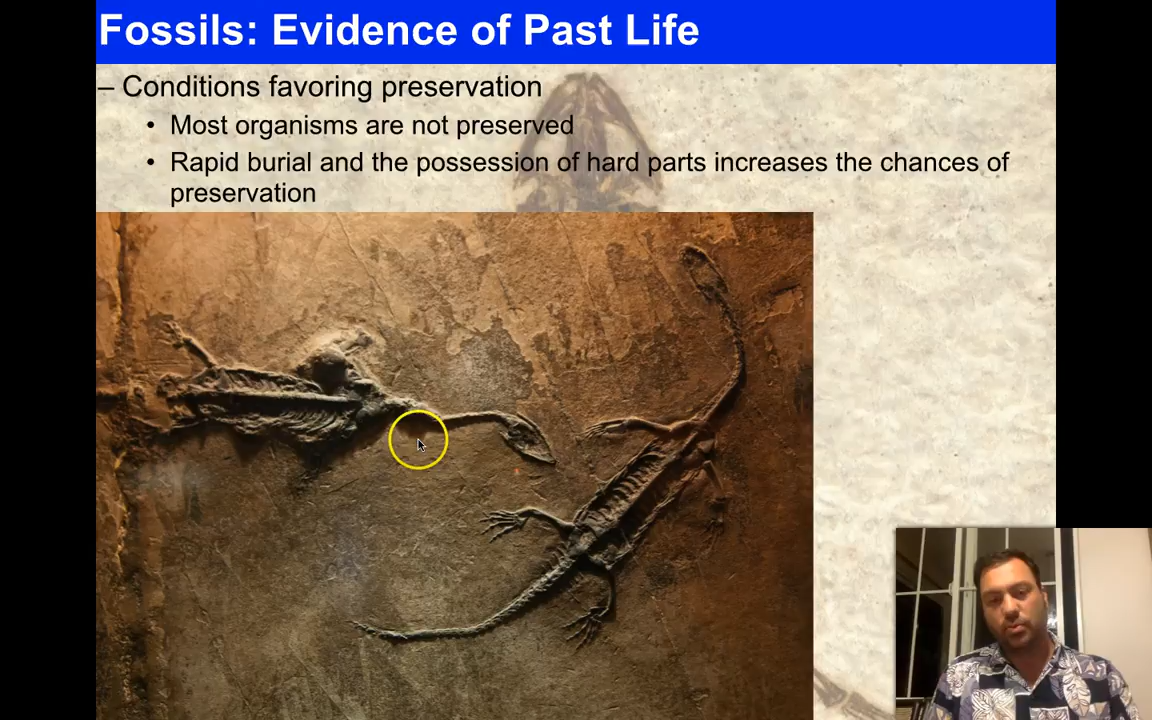 Fossils: Evidence of Past Life
– Conditions favoring preservation
• Most organisms are not preserved
• Rapid burial and the possession of hard parts increases the chances of
preservation